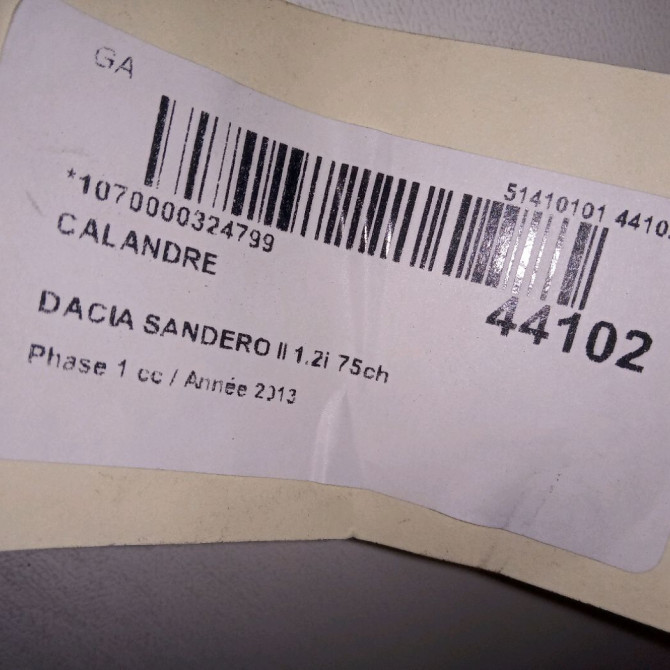 GA
*1070000324799
51410101 4410
CALANDRE
44102
DACIA SANDERO II 1.2i 75ch
Phase 1 cc / Année 2013